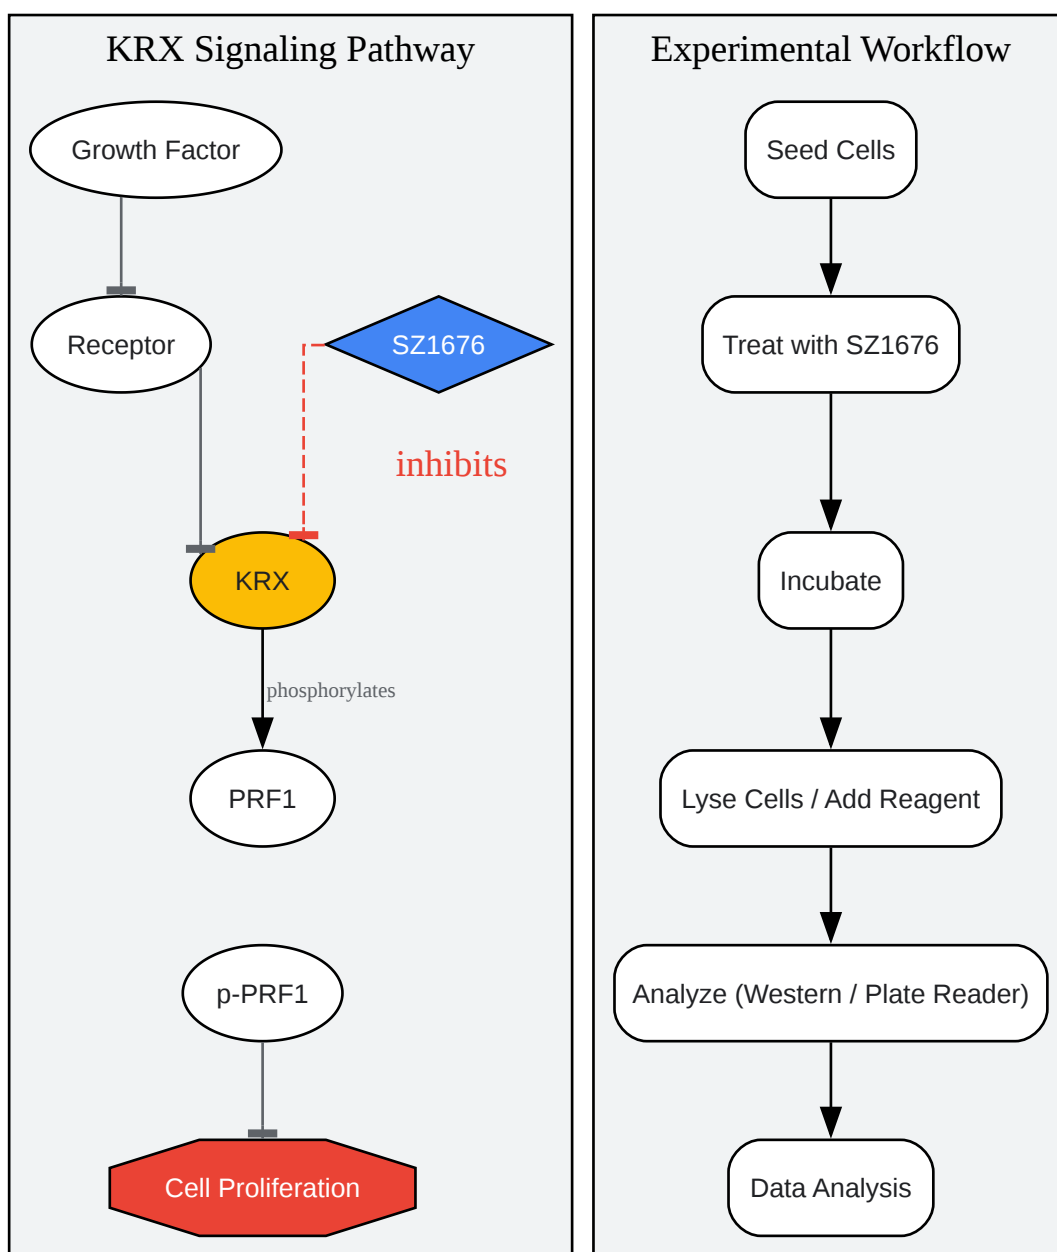 KRX Signaling Pathway
Growth Factor
Receptor
SZ1676
inhibits
KRX
phosphorylates
PRF1
p-PRF1
Cell Proliferation
Experimental Workflow
Seed Cells
Treat with SZ1676
Incubate
Lyse Cells / Add Reagent
Analyze (Western / Plate Reader)
Data Analysis